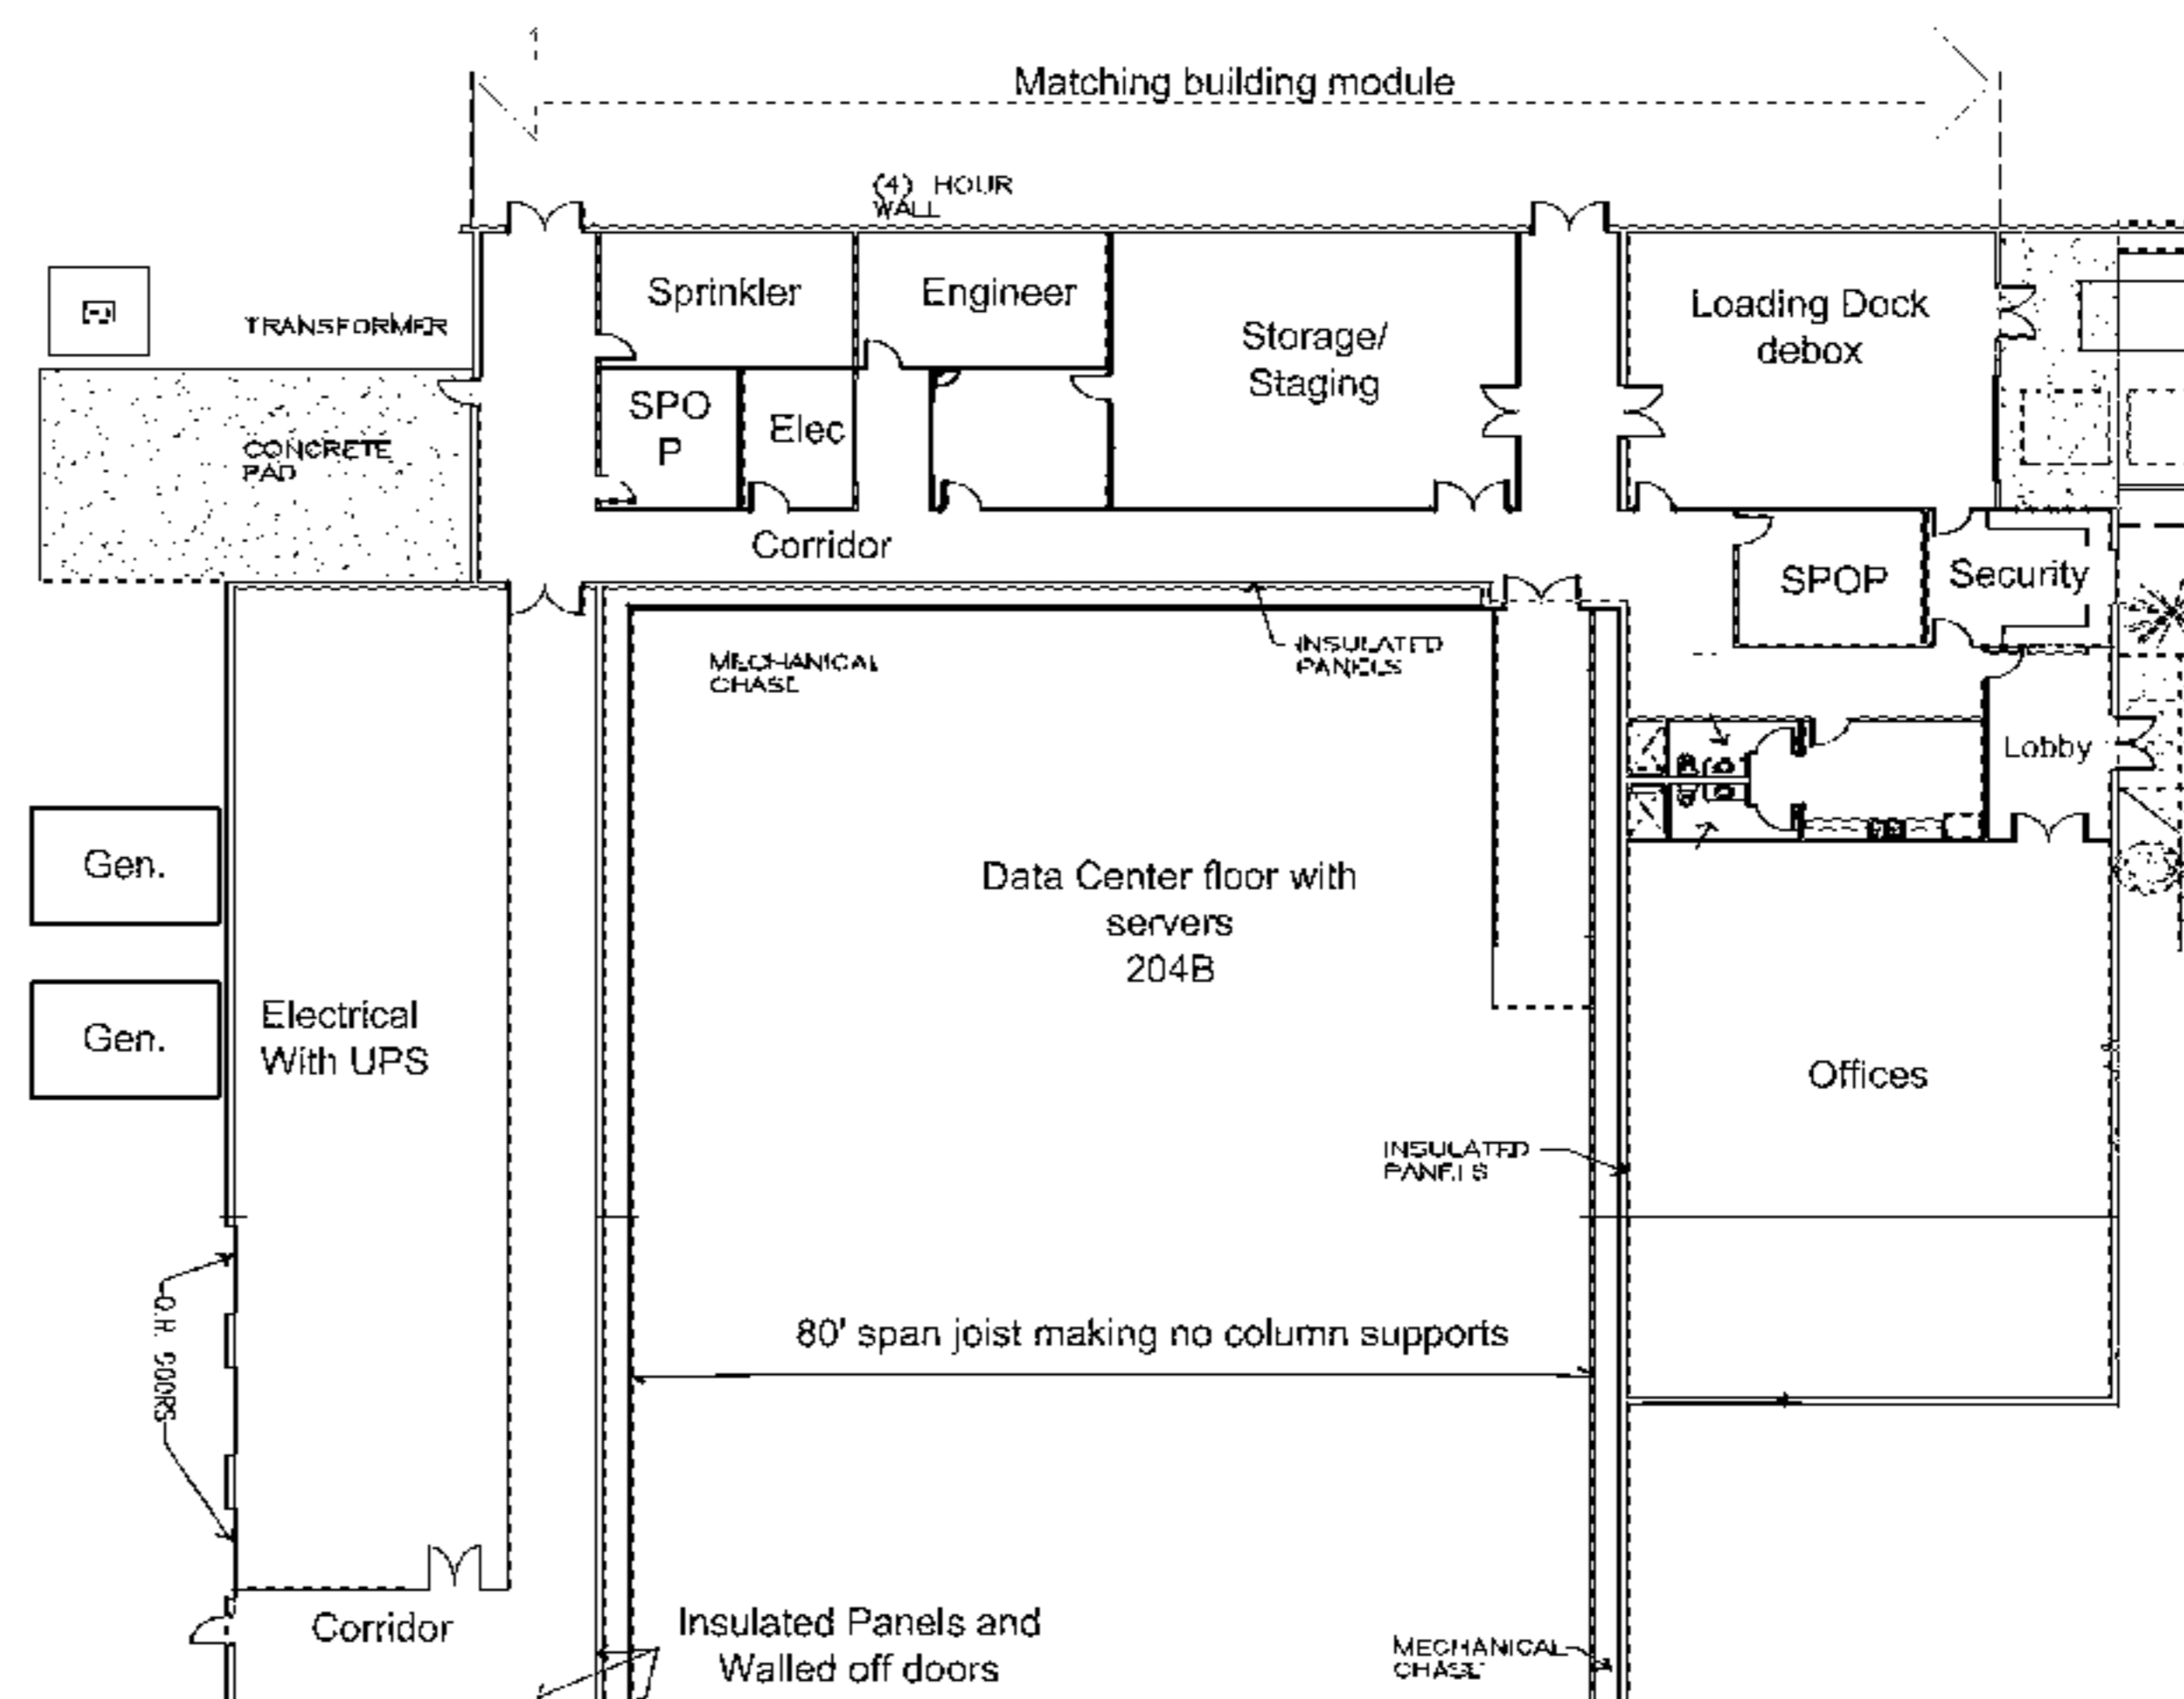 Matching building module
(4) HOUR
WALL
Sprinkler
Engineer
Storage/
Staging
Loading Dock
debox
TRANSFORMER
SPO
P
Elec
CONCRETE
PAD
Corridor
SPOP
Security
MECHANICAL
CHASE
INSULATED
PANELS
Lobby
Gen.
Data Center floor with
servers
204B
Gen.
Electrical
With UPS
Offices
INSULATED
PANELS
O.H. DOORS
80' span joist making no column supports
Corridor
Insulated Panels and
Walled off doors
MECHANICAL
CHASE